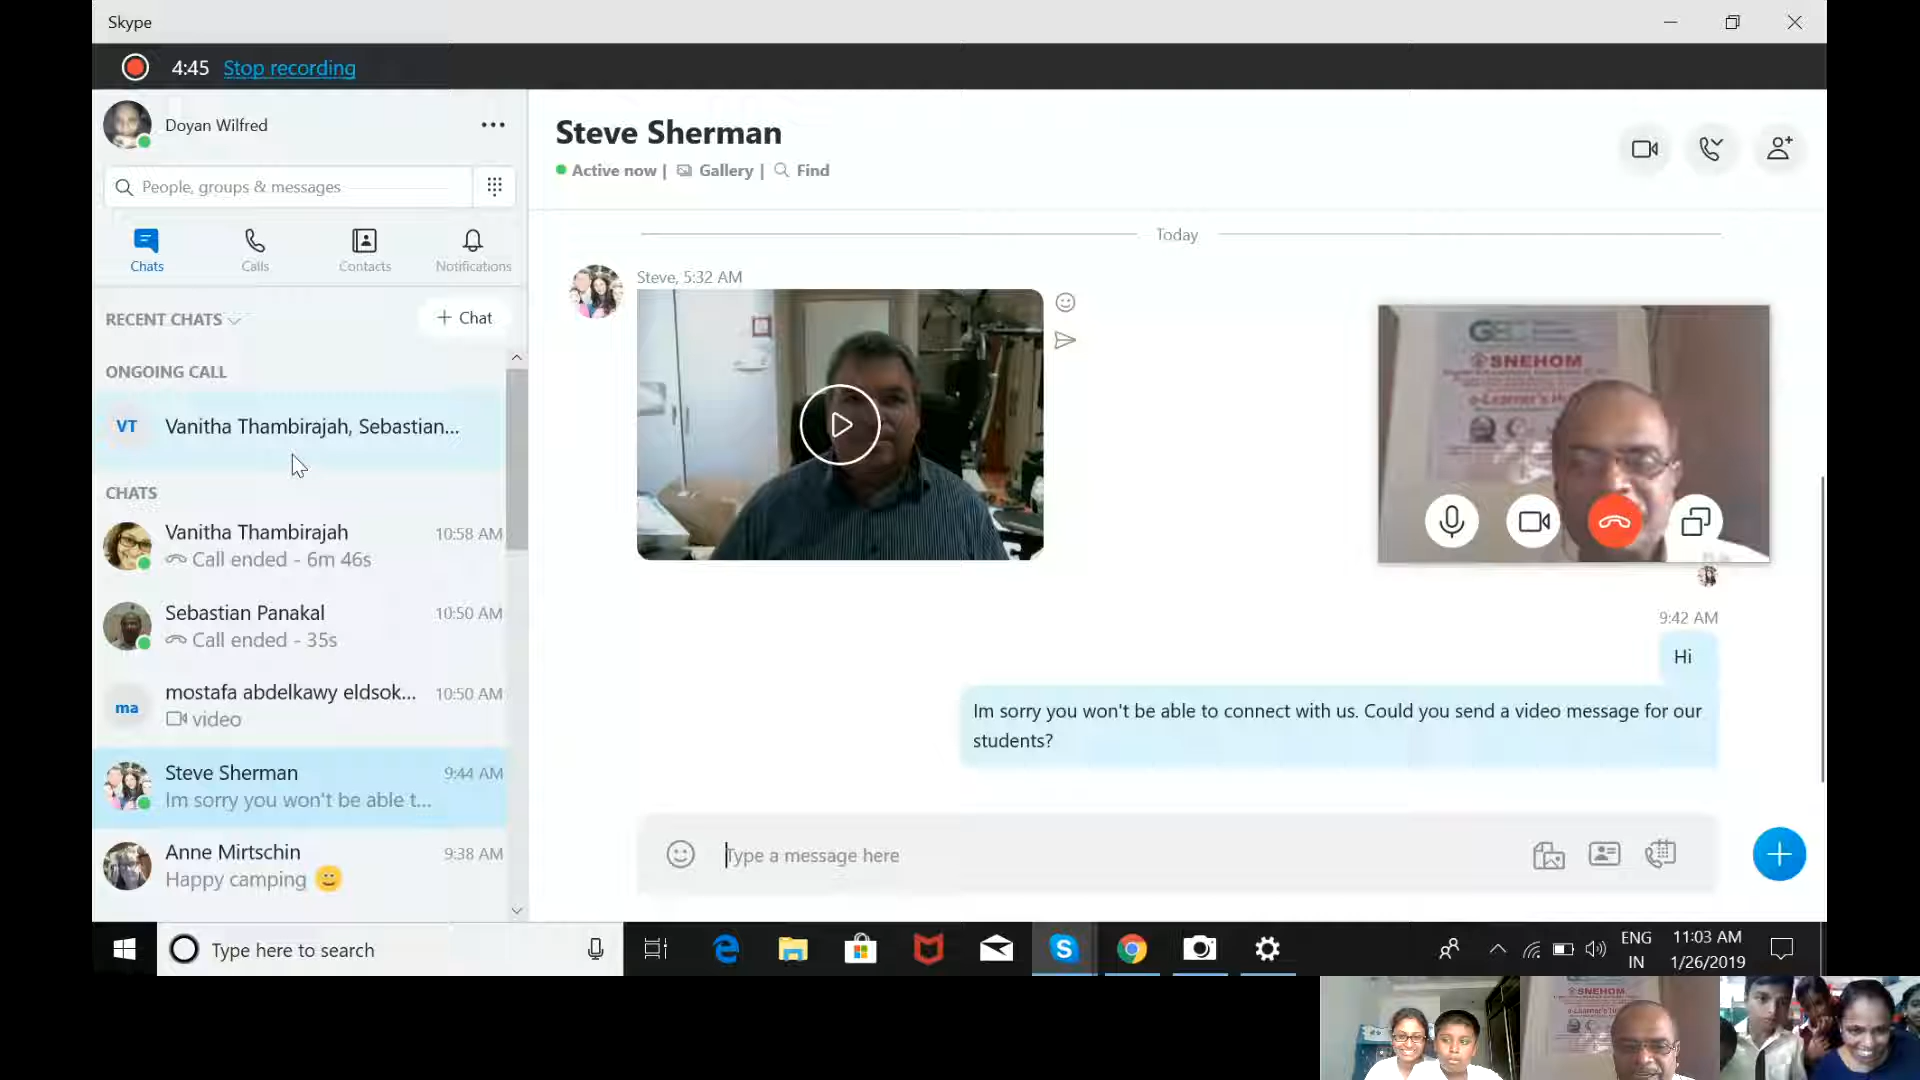 Skype
4:45 Stop recording
Doyan Wilfred
People, groups & messages
Chats
Calls
Contacts
Notifications
RECENT CHATS
Chat
ONGOING CALL
VT
Vanitha Thambirajah, Sebastian...
CHATS
Vanitha Thambirajah 10:58 AM
Call ended - 6m 46s
Sebastian Panakal 10:50 AM
Call ended - 35s
ma
mostafa abdelkawy eldsok... 10:50 AM
video
Steve Sherman 9:44 AM
Im sorry you won't be able t...
Anne Mirtschin 9:38 AM
Happy camping
Steve Sherman
Active now | Gallery | Find
Today
Steve, 5:32 AM
SNEHOM
e-Learner's
9:42 AM
Hi
Im sorry you won't be able to connect with us. Could you send a video message for our
students?
Type a message here
Type here to search
ENG
IN
11:03 AM
1/26/2019
SNEHOM